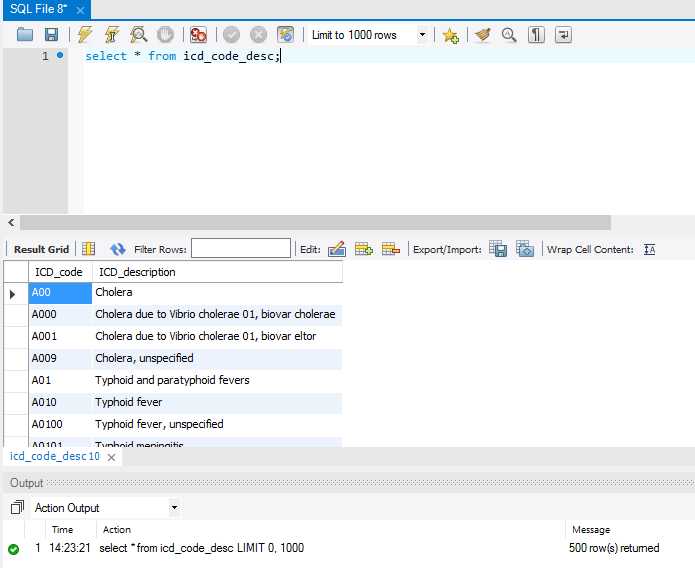 SQL File 8*
Limit to 1000 rows
1 select * from icd_code_desc;
Result Grid Filter Rows: Edit: Export/Import: Wrap Cell Content: IA
ICD_code ICD_description
A00 Cholera
A000 Cholera due to Vibrio cholerae 01, biovar cholerae
A001 Cholera due to Vibrio cholerae 01, biovar eltor
A009 Cholera, unspecified
A01 Typhoid and paratyphoid fevers
A010 Typhoid fever
A0100 Typhoid fever, unspecified
A0101 Typhoid meningitis
icd_code_desc 10
Output
Action Output
Time Action Message
1 14:23:21 select * from icd_code_desc LIMIT 0, 1000 500 row(s) returned